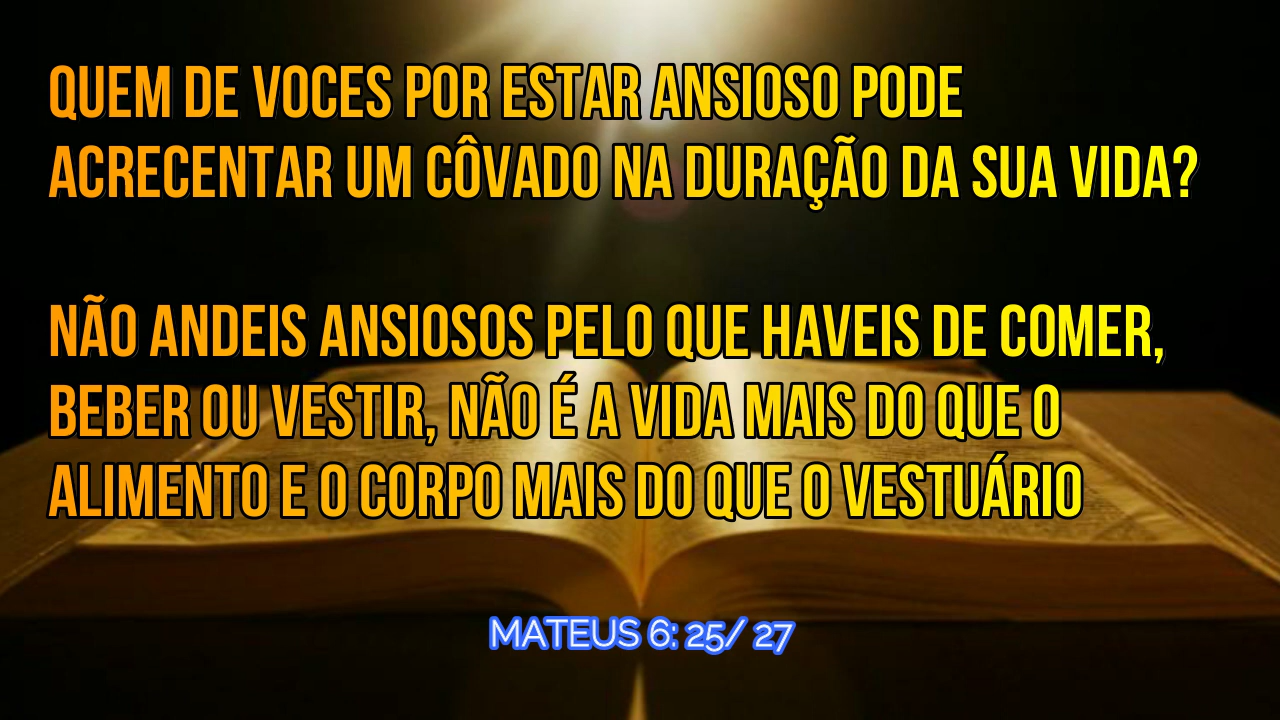 QUEM DE VOCES POR ESTAR ANSIOSO PODE
ACRECENTAR UM CÔVADO NA DURAÇÃO DA SUA VIDA?
NÃO ANDEIS ANSIOSOS PELO QUE HAVEIS DE COMER,
BEBER OU VESTIR, NÃO É A VIDA MAIS DO QUE O
ALIMENTO E O CORPO MAIS DO QUE O VESTUÁRIO
MATEUS 6: 25/ 27